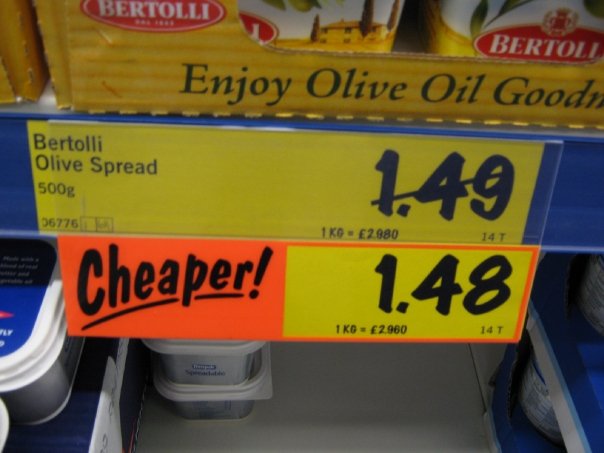 BERTOLLI
BERTOLLI
Enjoy Olive Oil Goodn
Bertolli
Olive Spread
500g
1.49
06776
1 KG = £2.980
14 T
Cheaper!
1.48
1 KG = £2.960
14 T
Spreadable